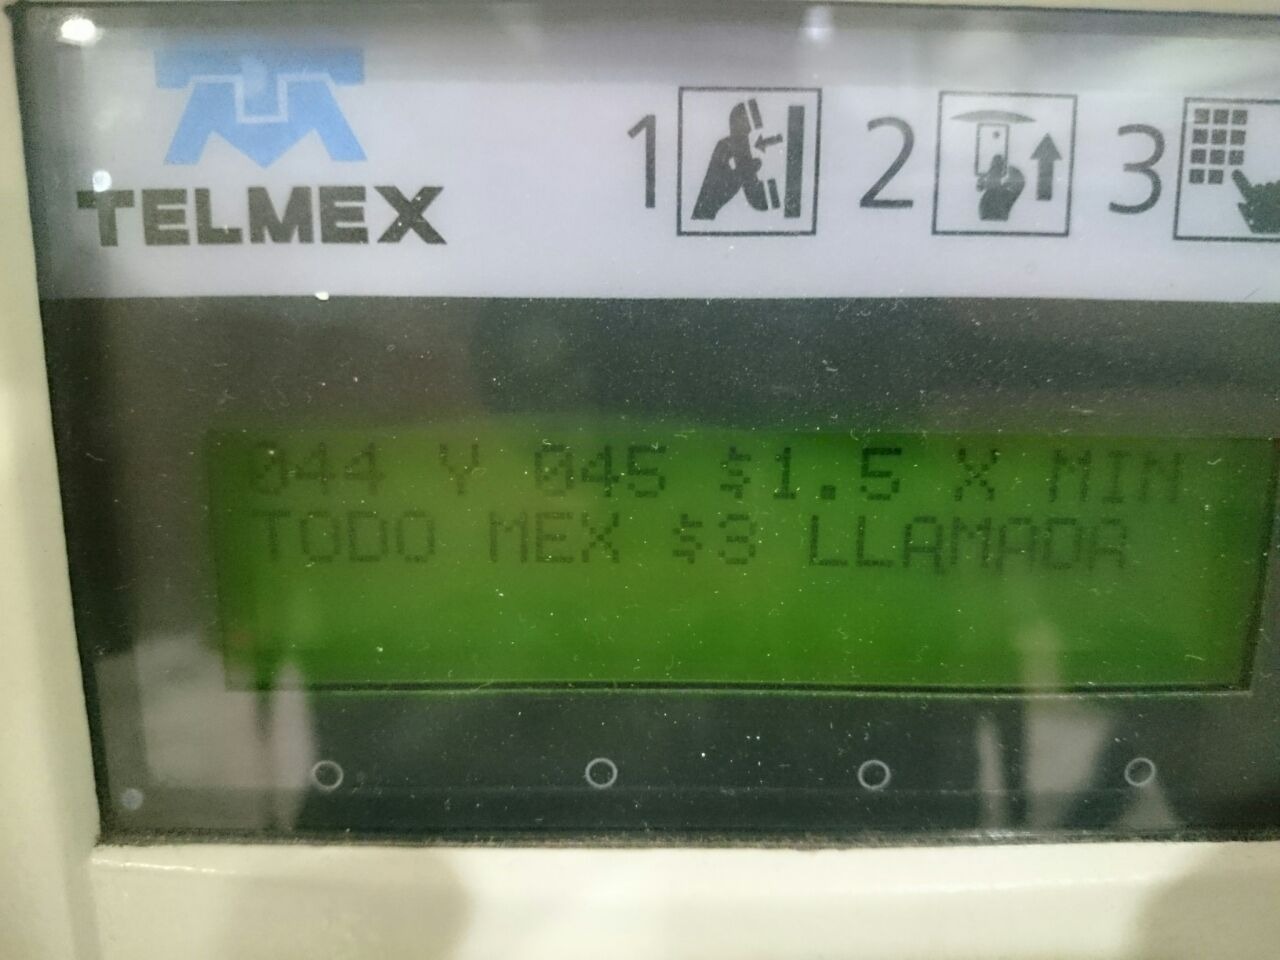 TELMEX
1 2 3
044 Y 045 $1.5 X MIN
TODO MEX $3 LLAMADA